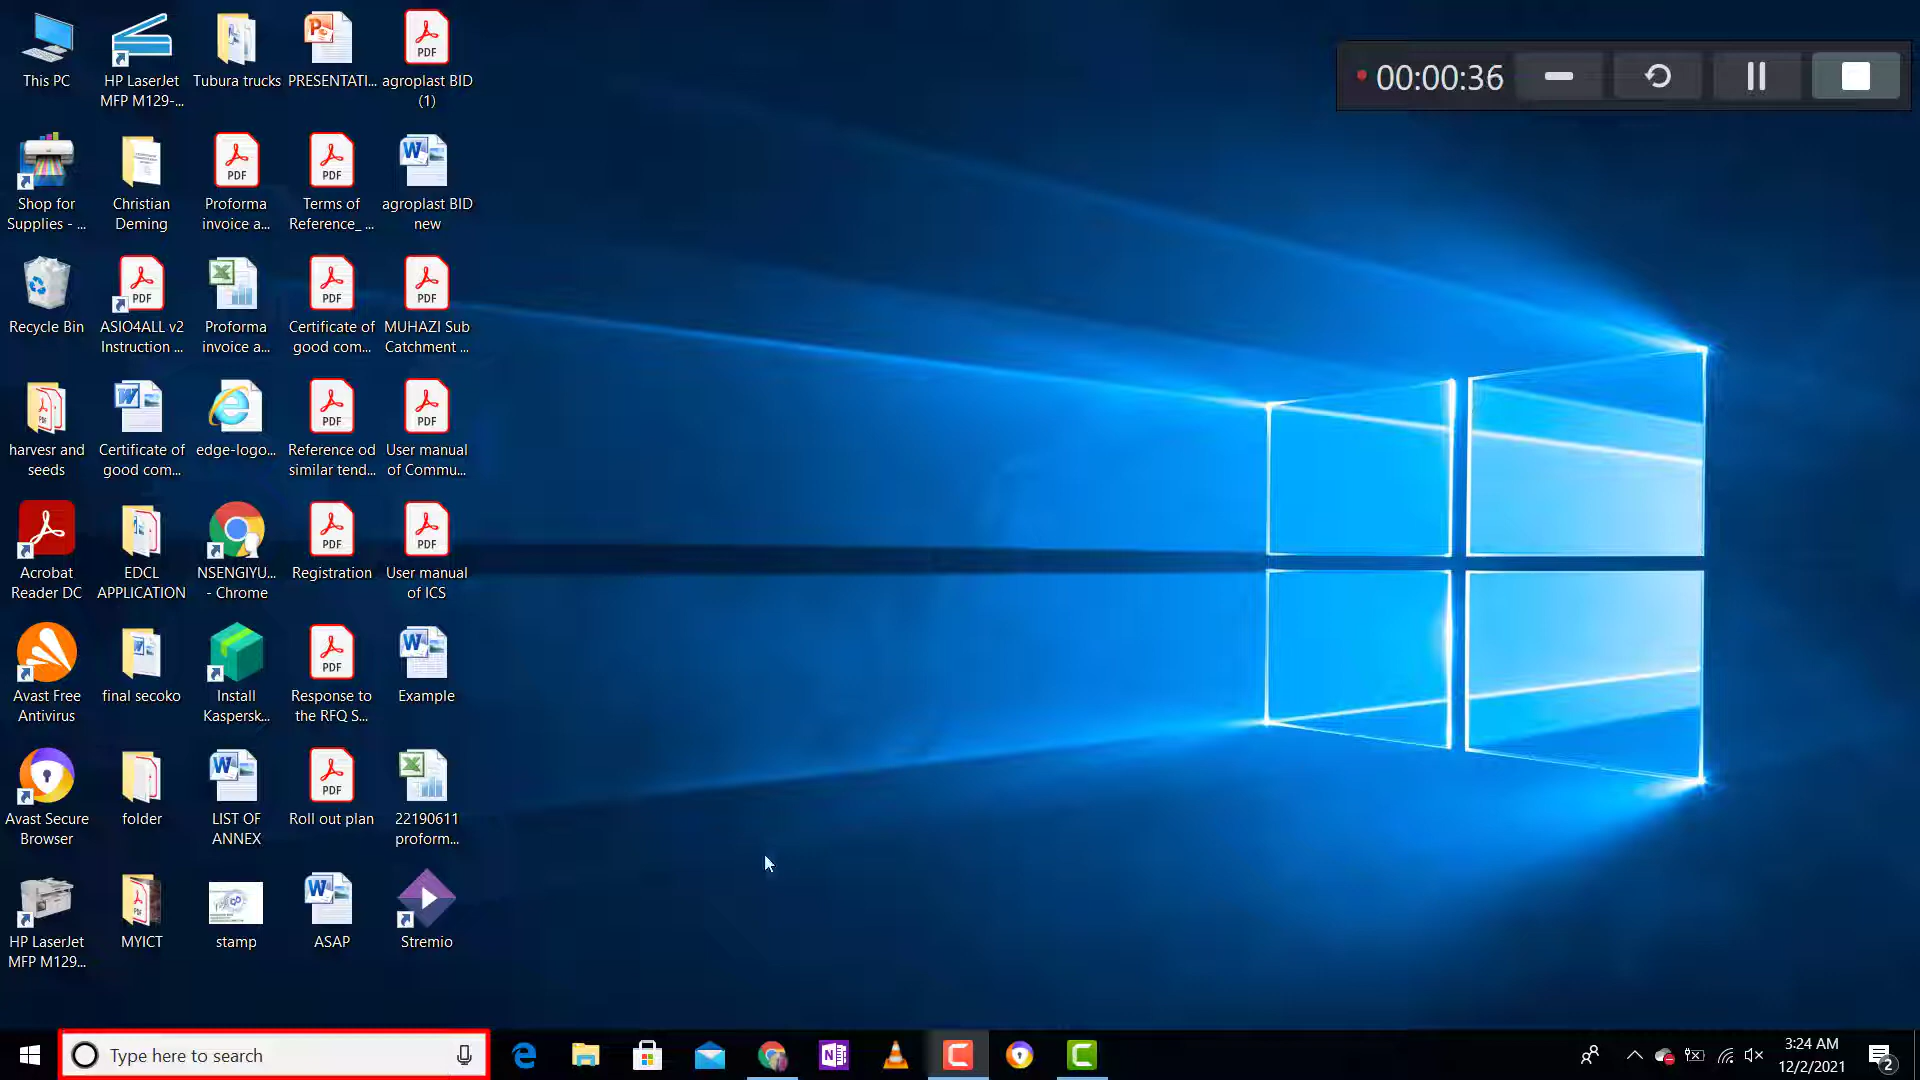 This PC
HP LaserJet
MFP M129-...
Tubura trucks
PRESENTATI...
agroplast BID
(1)
00:00:36
Shop for
Supplies - ...
Christian
Deming
Proforma
invoice a...
Terms of
Reference_ ...
agroplast BID
new
Recycle Bin
ASIO4ALL v2
Instruction ...
Proforma
invoice a...
Certificate of
good com...
MUHAZI Sub
Catchment ...
harvesr and
seeds
Certificate of
good com...
edge-logo...
Reference od
similar tend...
User manual
of Commu...
Acrobat
Reader DC
EDCL
APPLICATION
NSENGIYU...
- Chrome
Registration
User manual
of ICS
Avast Free
Antivirus
final secoko
Install
Kaspersk...
Response to
the RFQ S...
Example
Avast Secure
Browser
folder
LIST OF
ANNEX
Roll out plan
22190611
proform...
HP LaserJet
MFP M129...
MYICT
stamp
ASAP
Stremio
Type here to search
3:24 AM
12/2/2021
2
PDF
PDF
PDF
PDF
PDF
PDF
PDF
PDF
PDF
PDF
PDF
PDF
PDF